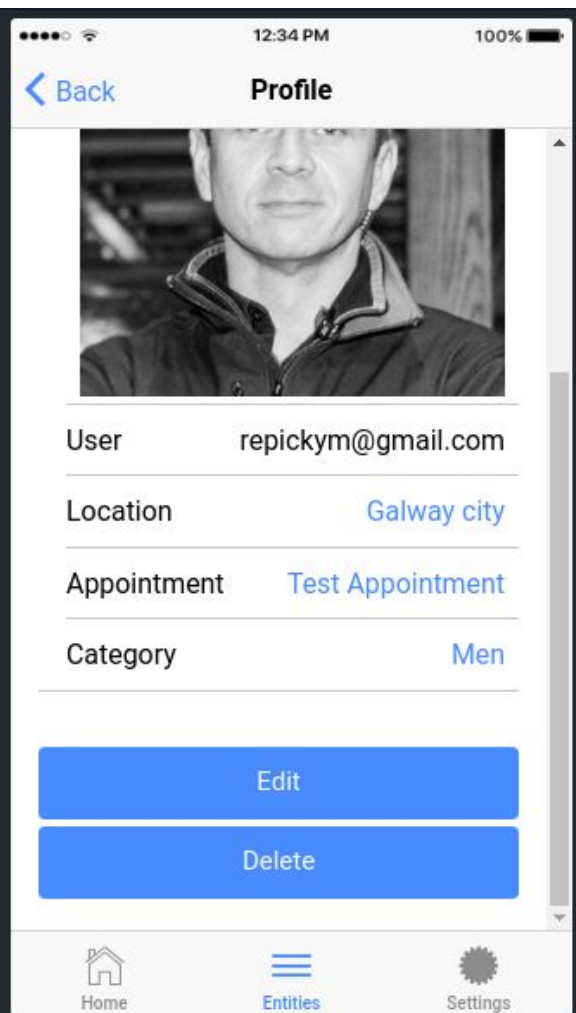 12:34 PM 100%
Back Profile
User repickym@gmail.com
Location Galway city
Appointment Test Appointment
Category Men
Edit
Delete
Home Entities Settings